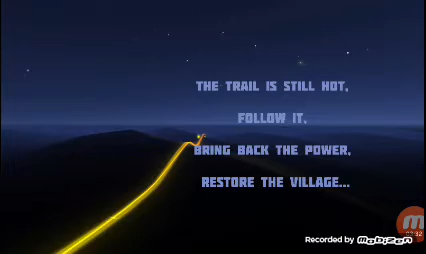 THE TRAIL IS STILL HOT,
FOLLOW IT,
BRING BACK THE POWER,
RESTORE THE VILLAGE...
Recorded by Mobizen